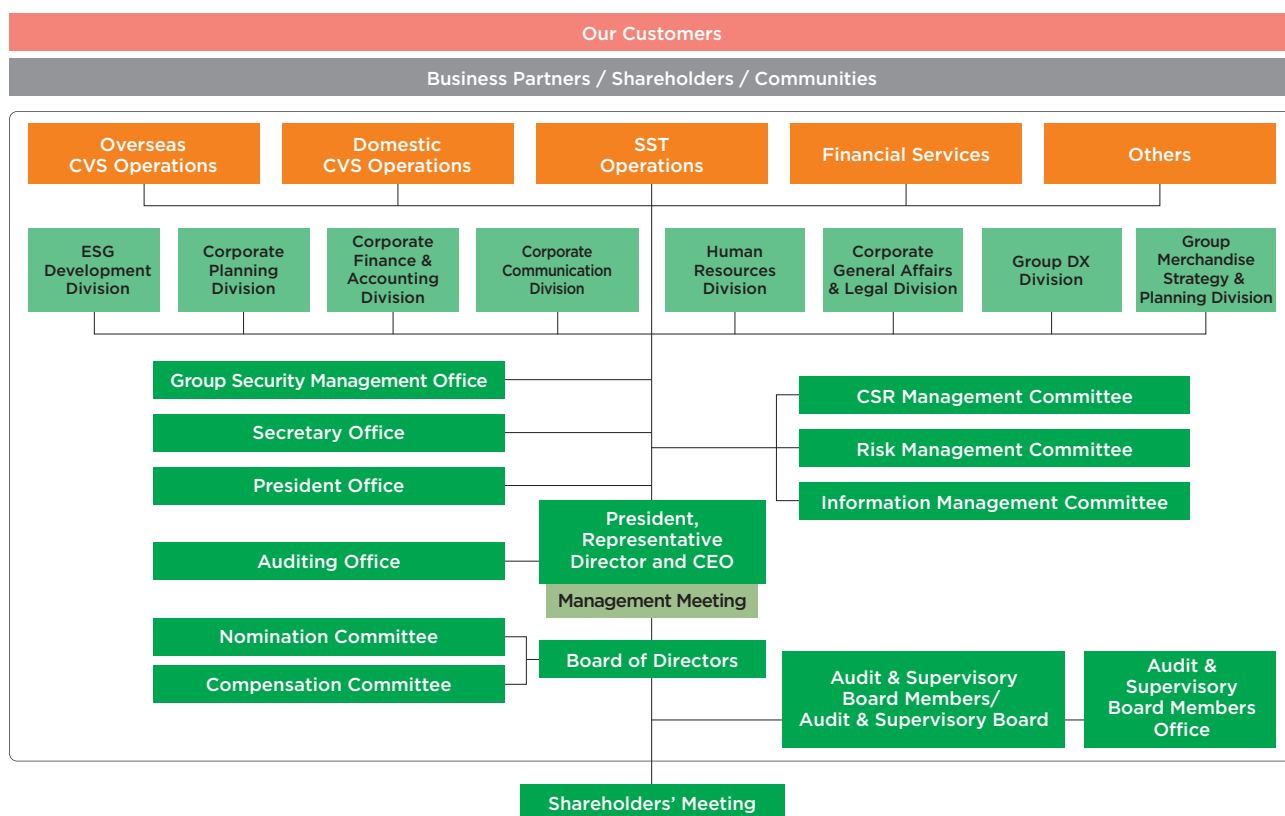 Our Customers
Business Partners / Shareholders / Communities
Overseas
CVS Operations
Domestic
CVS Operations
SST
Operations
Financial Services
Others
ESG
Development
Division
Corporate
Planning
Division
Corporate
Finance &
Accounting
Division
Corporate
Communication
Division
Human
Resources
Division
Corporate
General Affairs
& Legal Division
Group DX
Division
Group
Merchandise
Strategy &
Planning Division
Group Security Management Office
Secretary Office
President Office
CSR Management Committee
Risk Management Committee
Information Management Committee
President,
Representative
Director and CEO
Auditing Office
Management Meeting
Nomination Committee
Compensation Committee
Board of Directors
Audit & Supervisory
Board Members/
Audit & Supervisory Board
Audit &
Supervisory
Board Members
Office
Shareholders’ Meeting